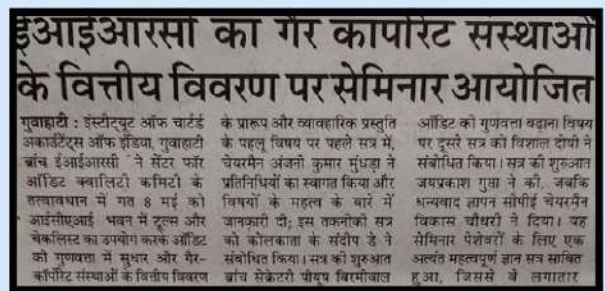 ईआईआरसी का गैर कार्पोरेट संस्थाओं
के वित्तीय विवरण पर सेमिनार आयोजित
गुवाहाटी : इंस्टीट्यूट ऑफ चार्टर्ड
अकाउंटेंट्स ऑफ इंडिया, गुवाहाटी
ब्रांच ईआईआरसी ने सेंटर फॉर
ऑडिट क्वालिटी कमिटी के
तत्वावधान में गत 8 मई को
आईसीएआई भवन में टूल्स और
चेकलिस्ट का उपयोग करके ऑडिट
की गुणवत्ता में सुधार और गैर-
कॉर्पोरेट संस्थाओं के वित्तीय विवरण
के प्रारूप और व्यावहारिक प्रस्तुति
के पहलू विषय पर पहले सत्र में,
चेयरमैन अंजनी कुमार मुंधड़ा ने
प्रतिनिधियों का स्वागत किया और
विषयों के महत्व के बारे में
जानकारी दी; इस तकनीकी सत्र
को कोलकाता के संदीप डे ने
संबोधित किया। सत्र की शुरुआत
ब्रांच सेक्रेटरी पीयूष बिरमीवाल
ऑडिट की गुणवत्ता बढ़ाना विषय
पर दूसरे सत्र को विशाल दोषी ने
संबोधित किया। सत्र की शुरुआत
जयप्रकाश गुप्ता ने की, जबकि
धन्यवाद ज्ञापन सीपीई चेयरमैन
विकास चौधरी ने दिया। यह
सेमिनार पेशेवरों के लिए एक
अत्यंत महत्वपूर्ण ज्ञान सत्र साबित
हुआ, जिससे वे लगातार